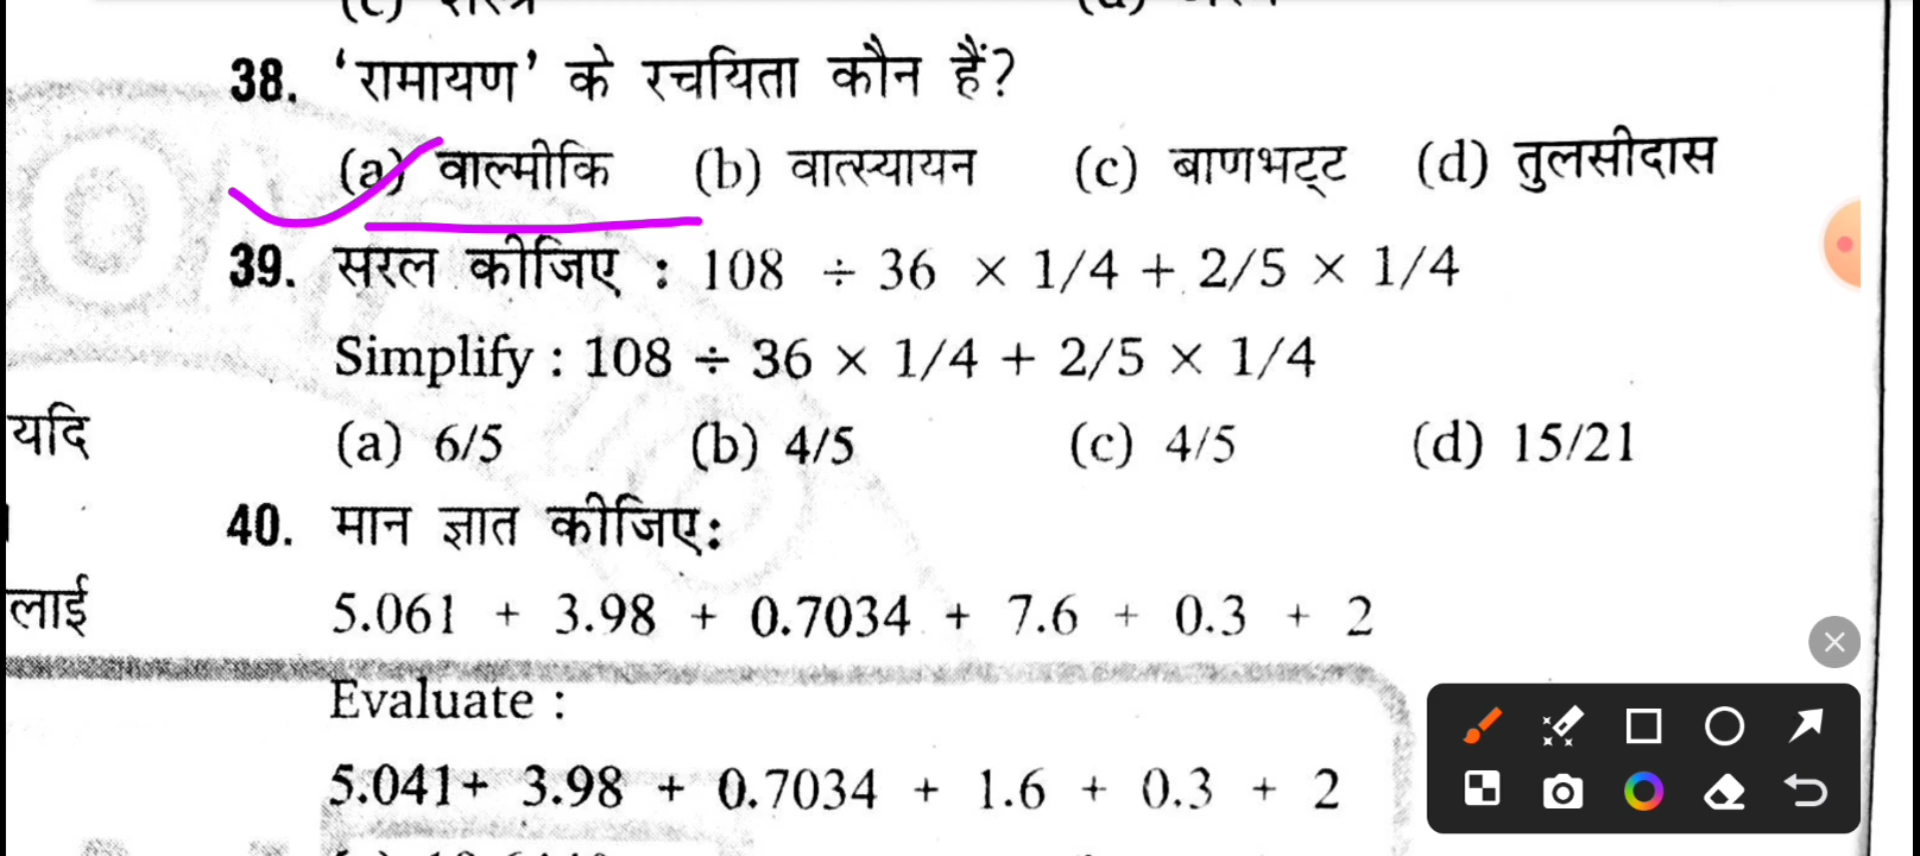 38. 'रामायण' के रचयिता कौन हैं?
(a) वाल्मीकि (b) वात्स्यायन (c) बाणभट्ट (d) तुलसीदास
39. सरल कीजिए : 108 ÷ 36 × 1/4 + 2/5 × 1/4
Simplify : 108 ÷ 36 × 1/4 + 2/5 × 1/4
यदि
(a) 6/5 (b) 4/5 (c) 4/5 (d) 15/21
40. मान ज्ञात कीजिए:
लाई
5.061 + 3.98 + 0.7034 + 7.6 + 0.3 + 2
Evaluate :
5.041+ 3.98 + 0.7034 + 1.6 + 0.3 + 2